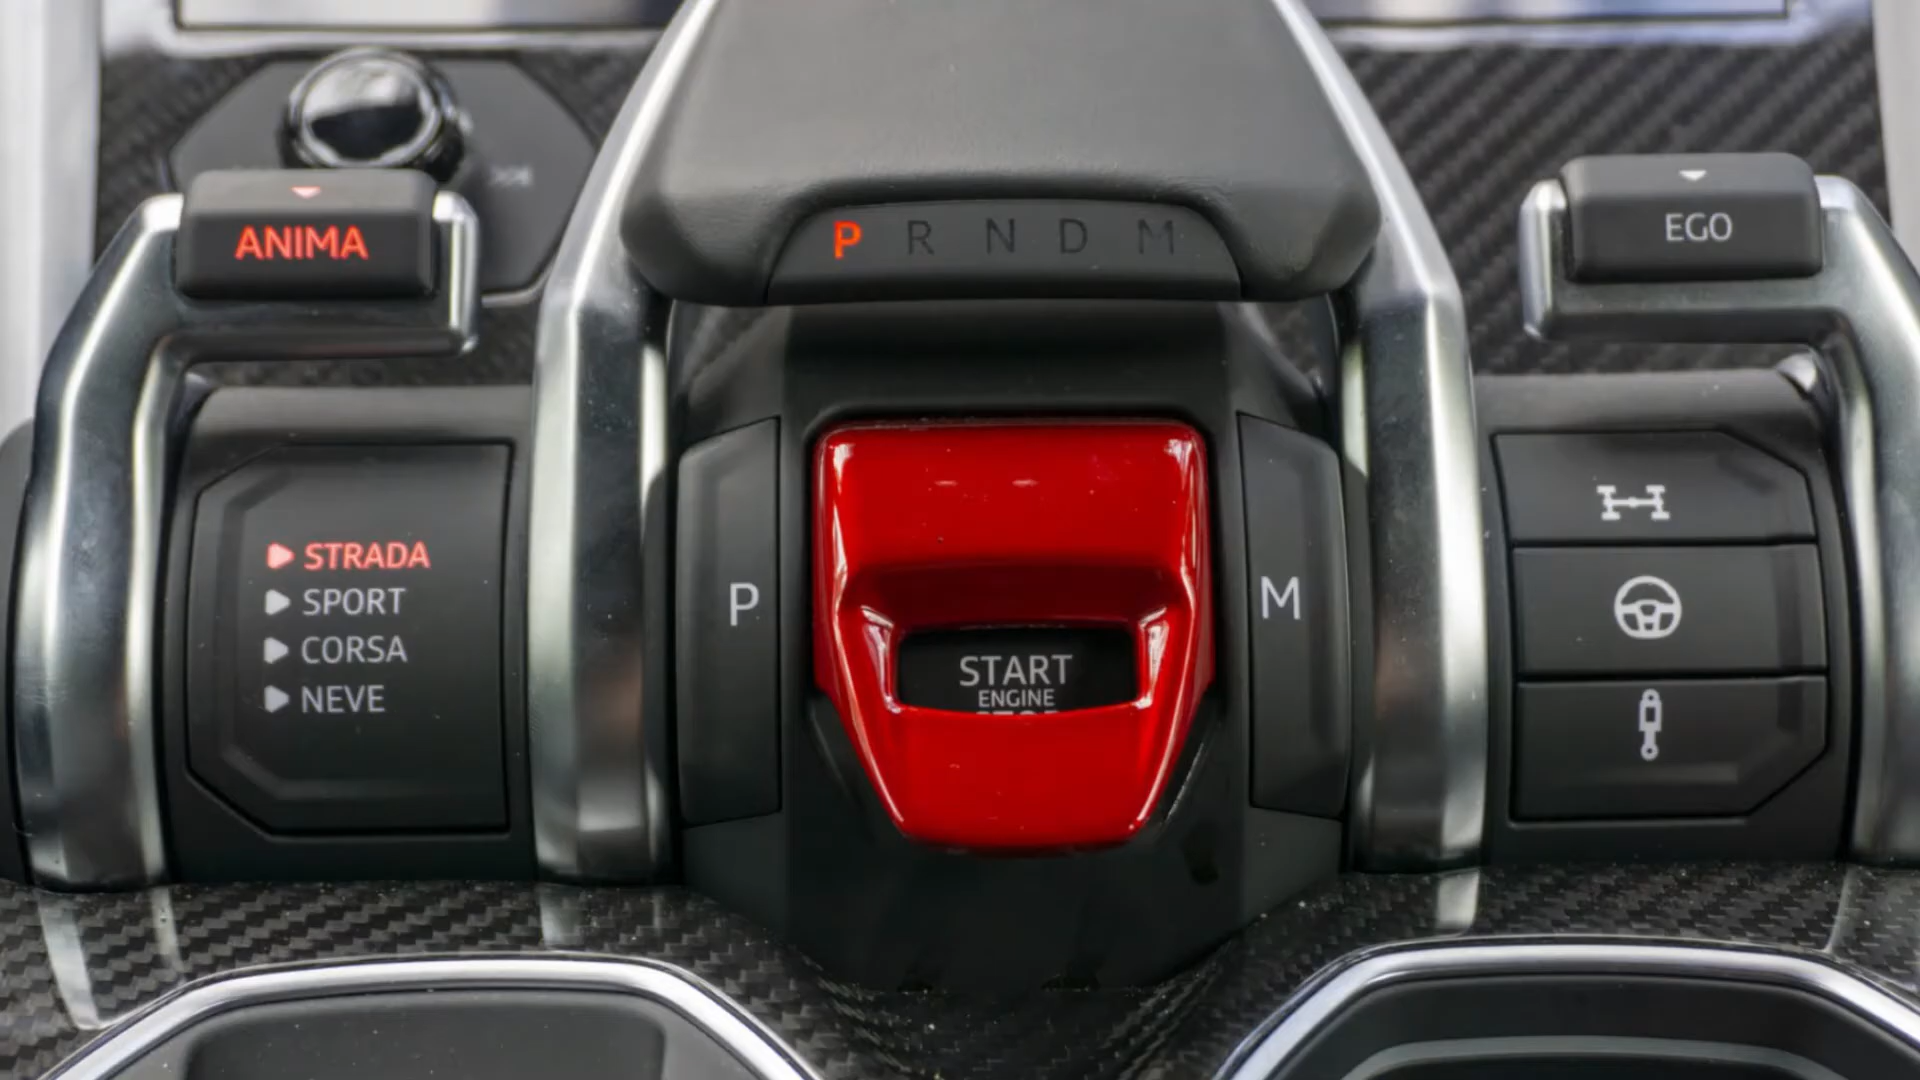 ANIMA
P R N D M
EGO
STRADA
SPORT
CORSA
NEVE
P
START
ENGINE
M